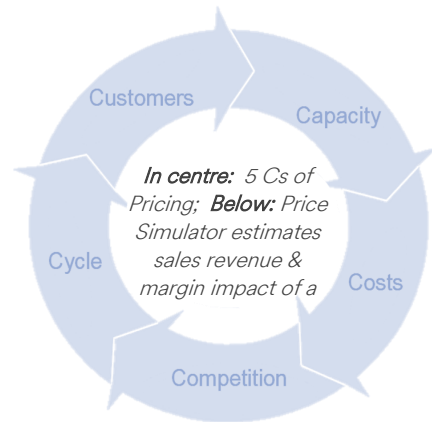 Customers
Capacity
In centre: 5 Cs of
Pricing; Below: Price
Simulator estimates
sales revenue &
margin impact of a
Cycle
Costs
Competition